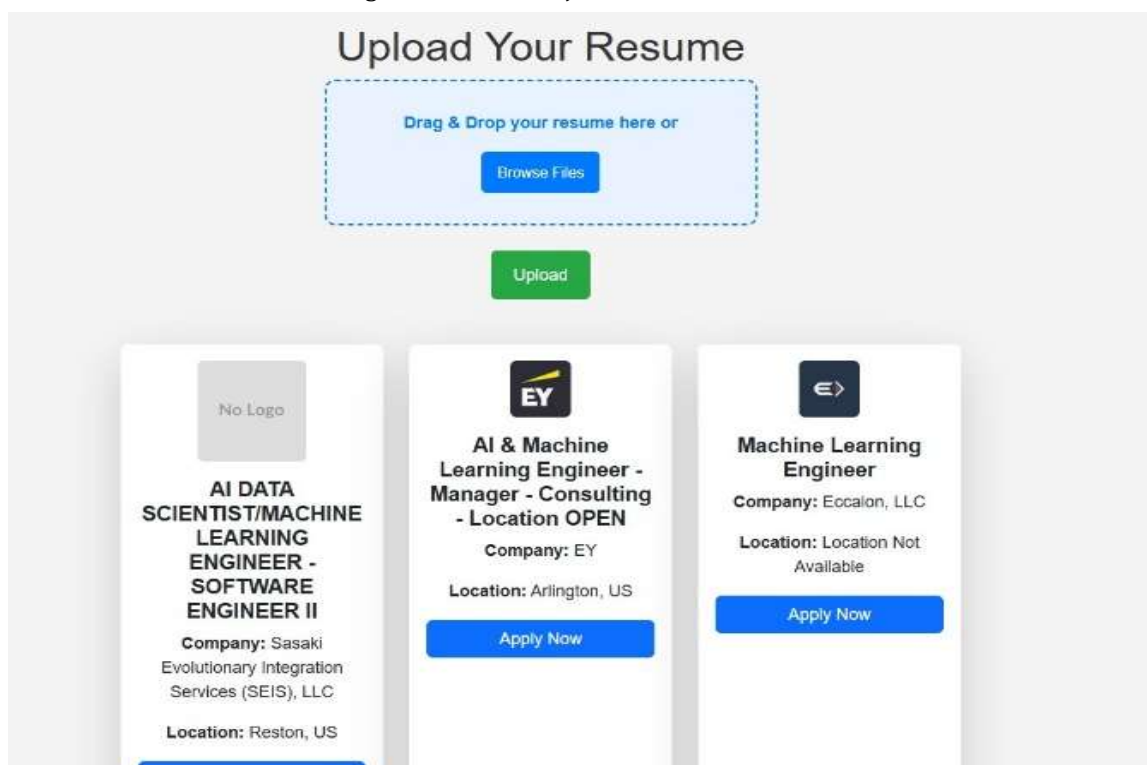 Upload Your Resume
Drag & Drop your resume here or
Browse Files
Upload
No Logo
AI DATA
SCIENTIST/MACHINE
LEARNING
ENGINEER -
SOFTWARE
ENGINEER II
Company: Sasaki
Evolutionary Integration
Services (SEIS), LLC
Location: Reston, US
EY
AI & Machine
Learning Engineer -
Manager - Consulting
- Location OPEN
Company: EY
Location: Arlington, US
Apply Now
Machine Learning
Engineer
Company: Eccalon, LLC
Location: Location Not
Available
Apply Now